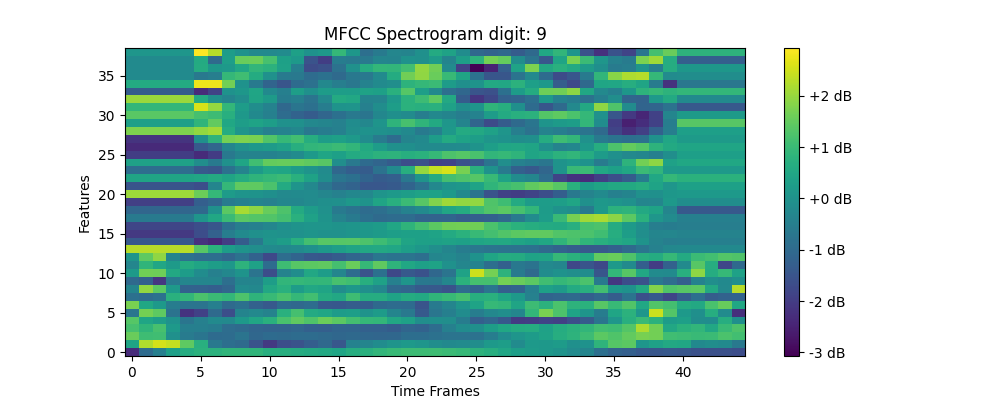 MFCC Spectrogram digit: 9
Features
35
30
25
20
15
10
5
0
0 5 10 15 20 25 30 35 40
Time Frames
+2 dB
+1 dB
+0 dB
-1 dB
-2 dB
-3 dB